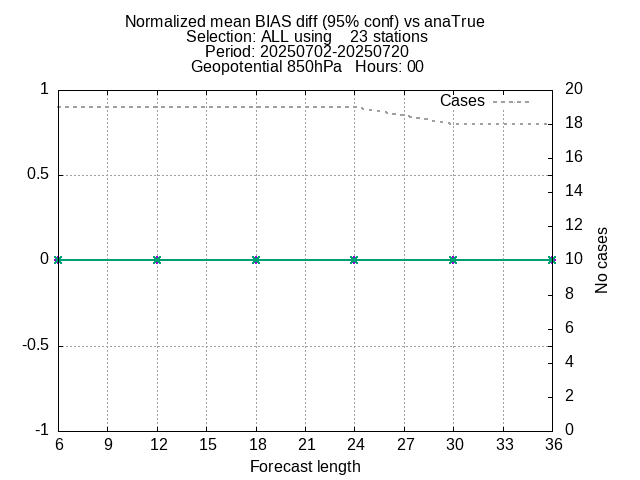 Normalized mean BIAS diff (95% conf) vs anaTrue
Selection: ALL using    23 stations
Period: 20250702-20250720
Geopotential 850hPa   Hours: 00
Cases
1
0.5
0
-0.5
-1
20
18
16
14
12
10
8
6
4
2
0
No cases
6 9 12 15 18 21 24 27 30 33 36
Forecast length